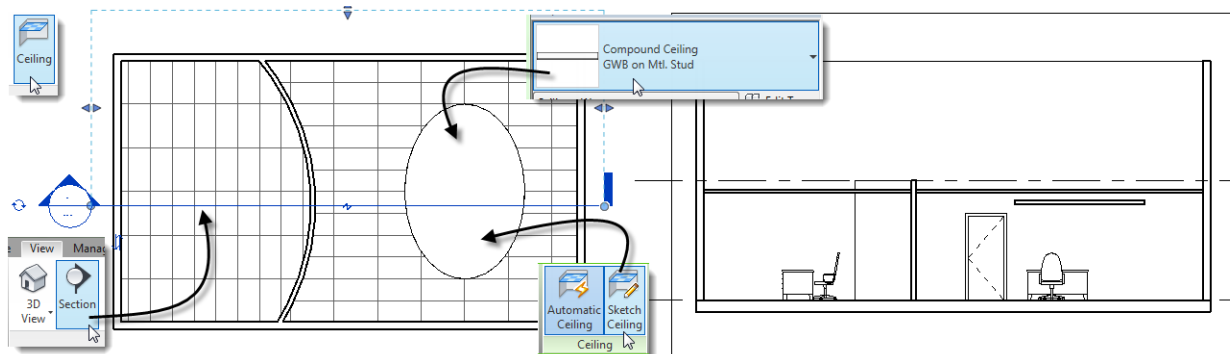 Ceiling
Compound Ceiling
GWB on Mtl. Stud
View
3D
View
Section
Automatic
Ceiling
Sketch
Ceiling
Ceiling